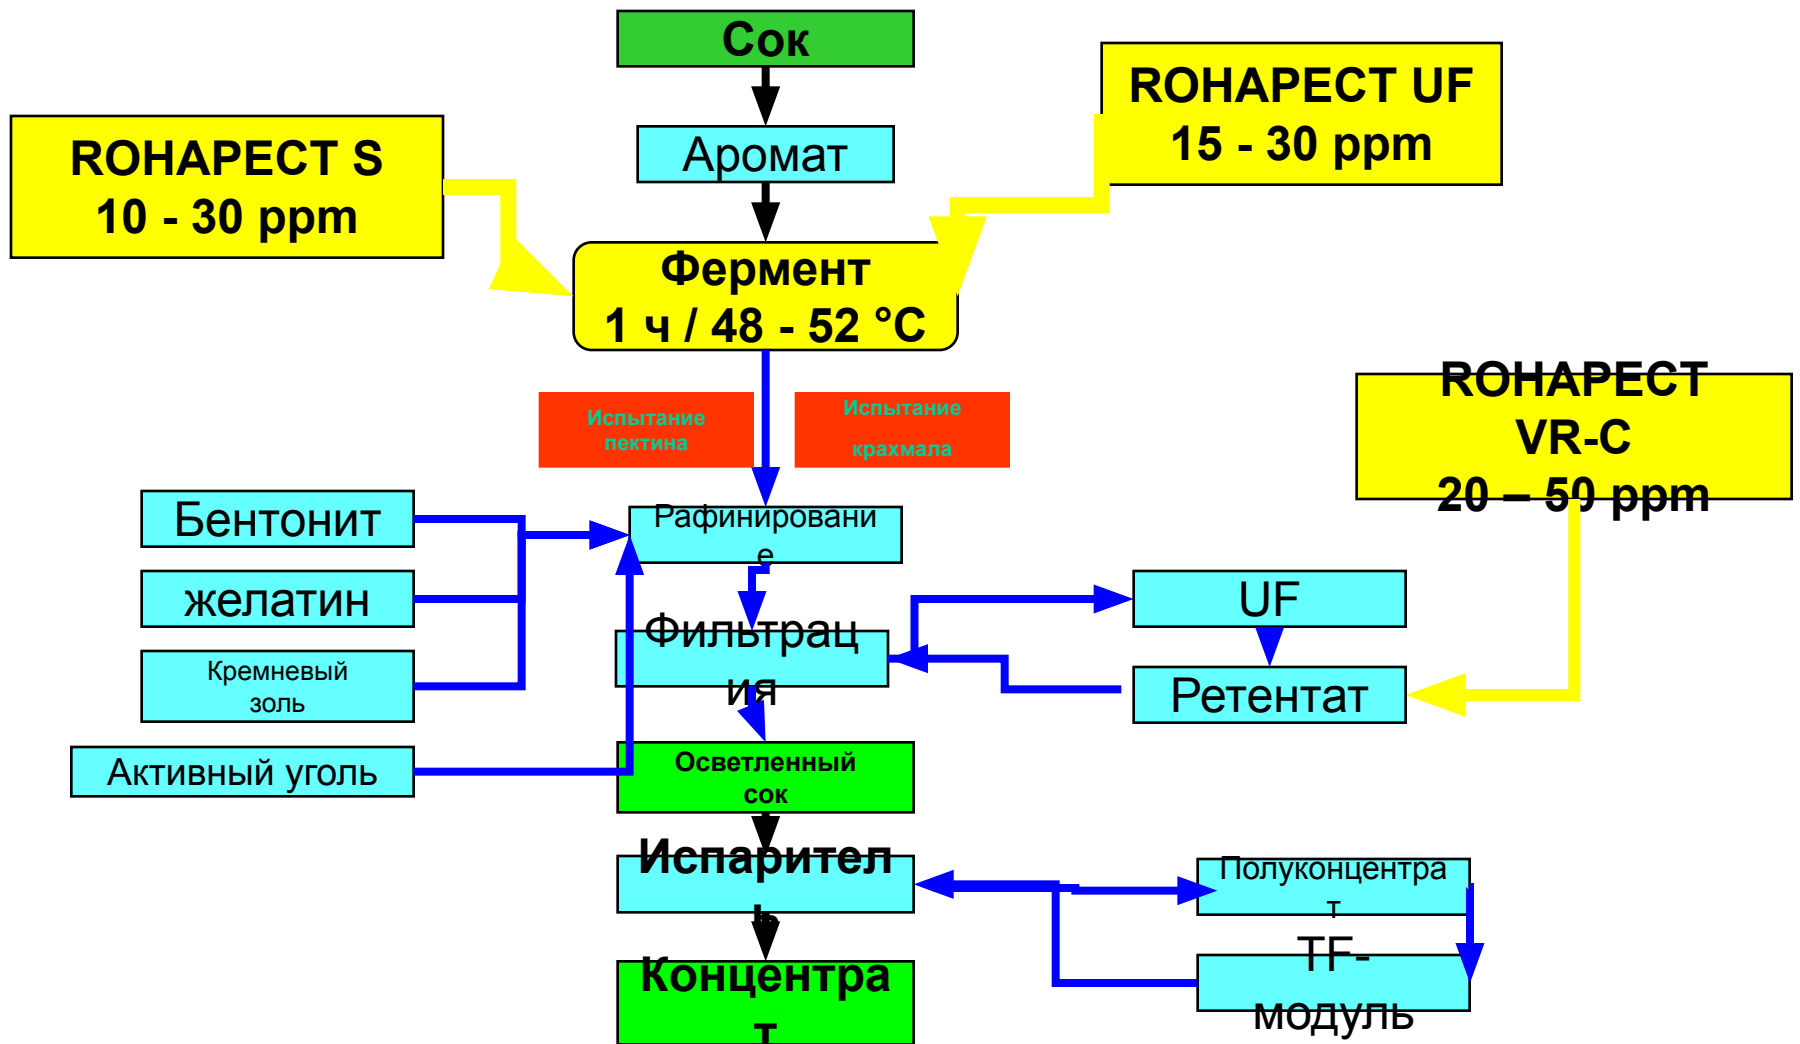 Сок
ROHAPECT UF
15 - 30 ppm
Аромат
ROHAPECT S
10 - 30 ppm
Фермент
1 ч / 48 - 52 °C
ROHAPECT
VR-C
20 – 50 ppm
Испытание
пектина
Испытание
крахмала
Бентонит
Рафинировани
е
желатин
UF
Фильтрац
ия
Кремневый
золь
Ретентат
Активный уголь
Осветленный
сок
Испарител
ь
Полуконцентра
т
TF-
модуль
Концентра
т